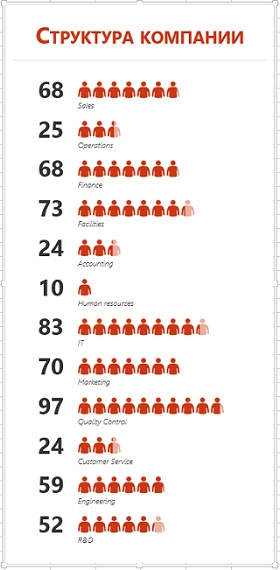 Структура компании
68
Sales
25
Operations
68
Finance
73
Facilities
24
Accounting
10
Human resources
83
IT
70
Marketing
97
Quality Control
24
Customer Service
59
Engineering
52
R&D